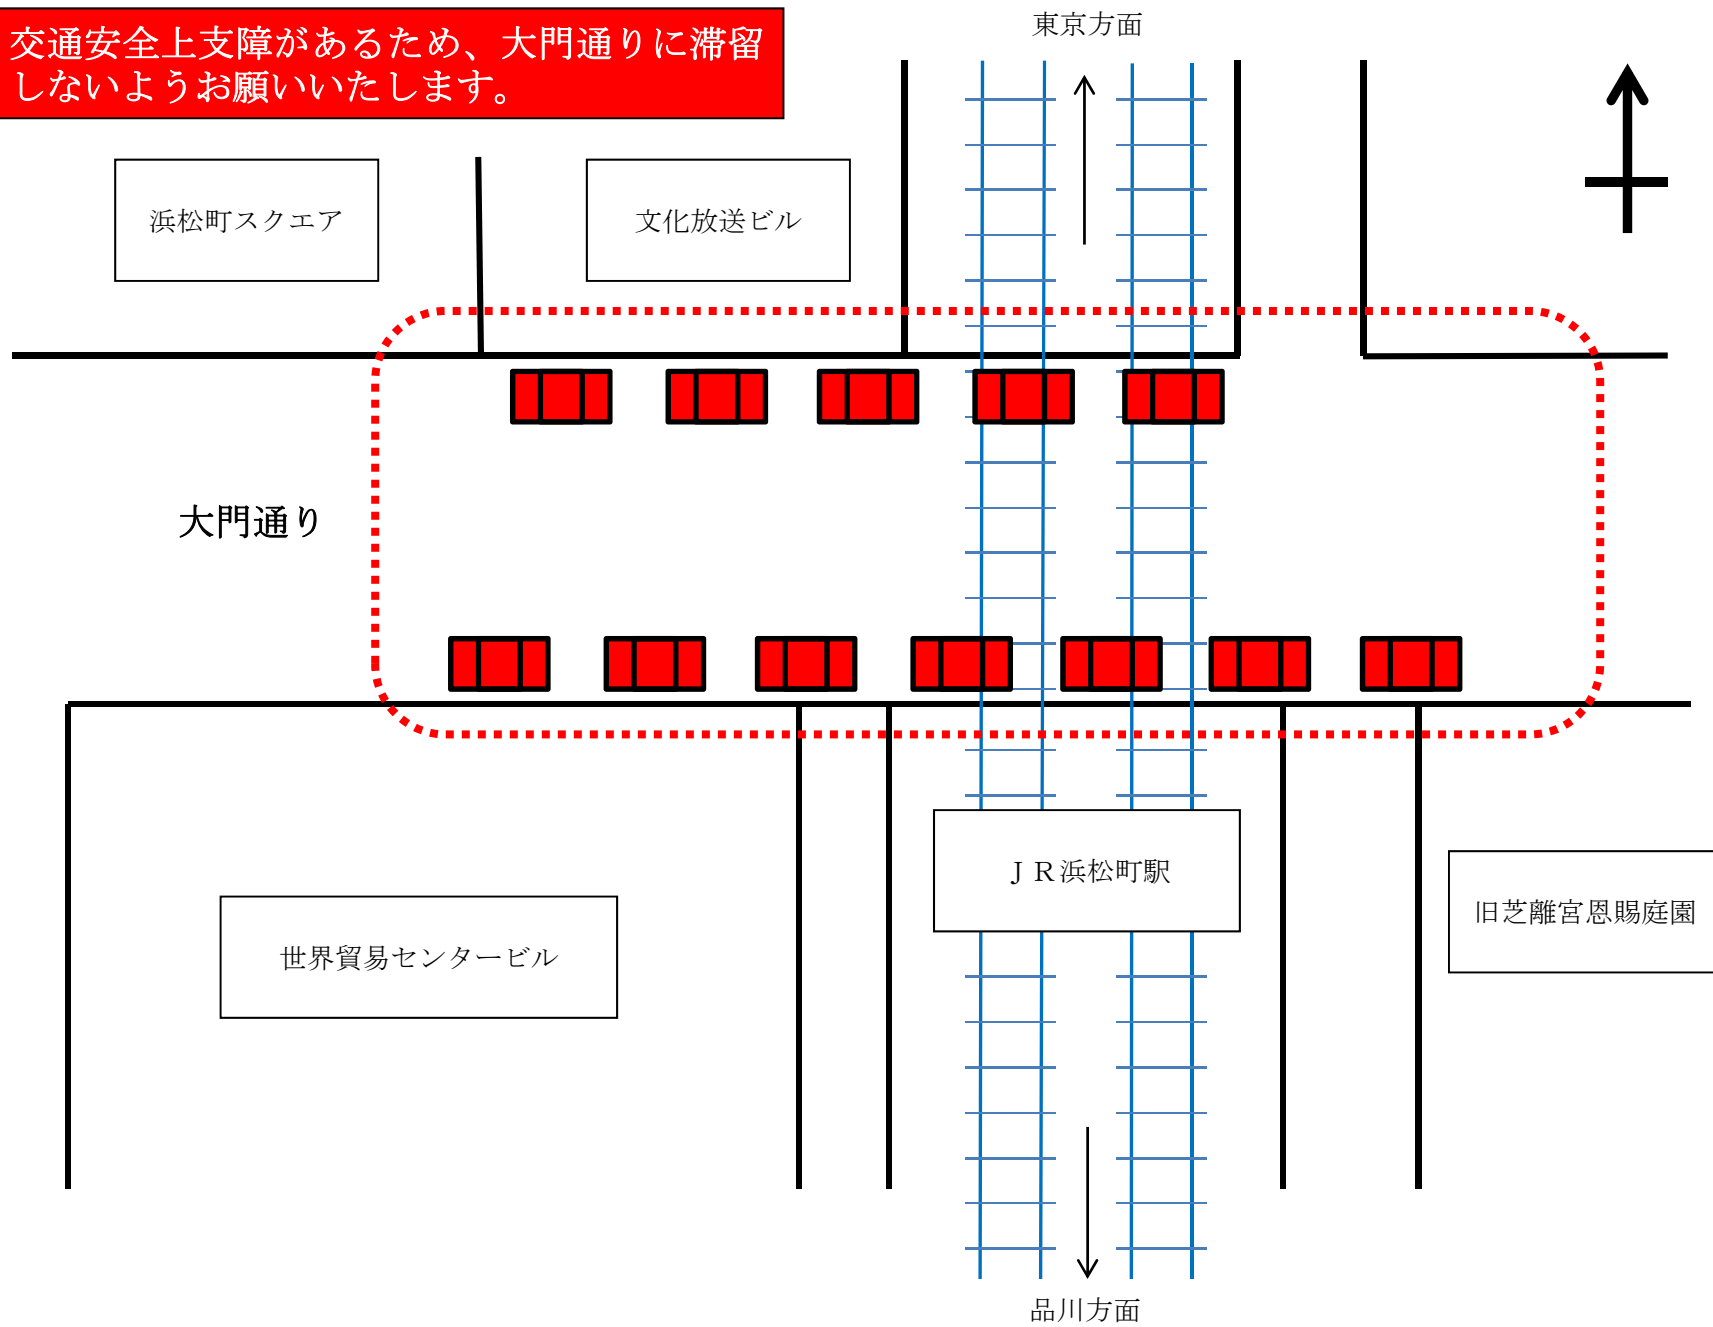 交通安全上支障があるため、大門通りに滞留
しないようお願いいたします。
東京方面
浜松町スクエア
文化放送ビル
大門通り
ＪＲ浜松町駅
旧芝離宮恩賜庭園
世界貿易センタービル
品川方面